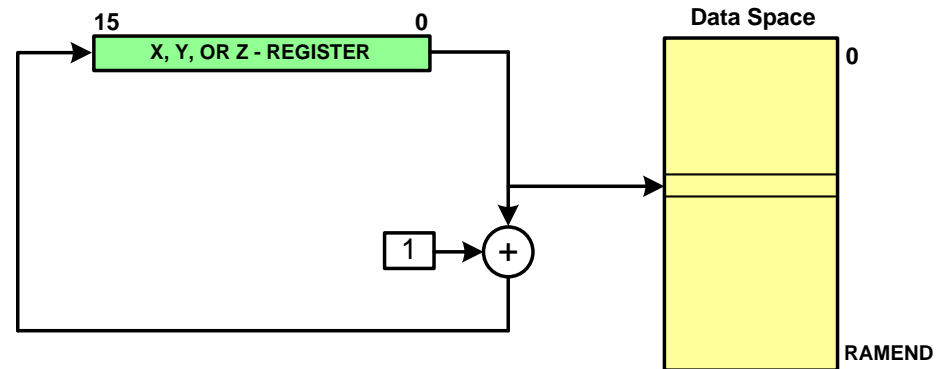 Data Space
15 0
X, Y, OR Z - REGISTER
0
1
+
RAMEND